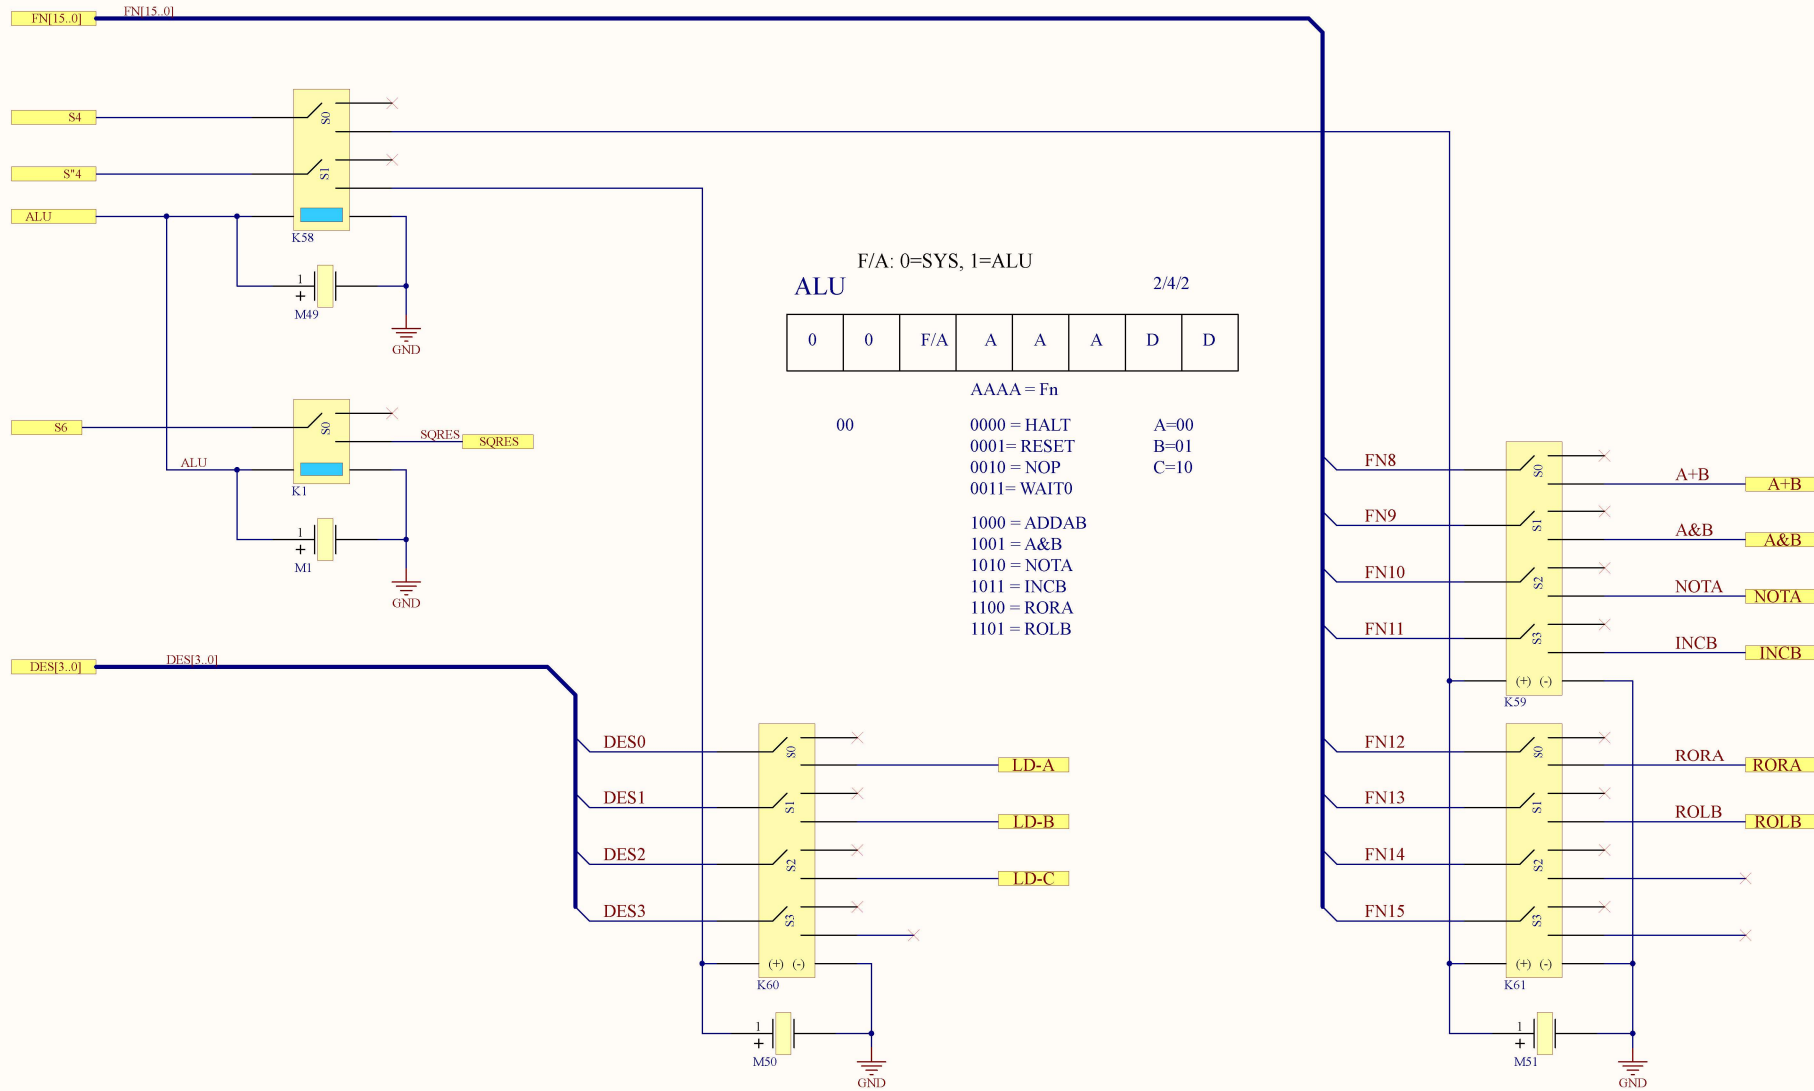 FN[15..0]
FN[15..0]
S4
S0
S"4
S1
ALU
K58
1
+
M49
GND
S6
S0
SQRES
SQRES
ALU
K1
1
+
M1
GND
F/A: 0=SYS, 1=ALU
ALU
2/4/2
0 0 F/A A A A D D
AAAA = Fn
00
0000 = HALT
0001= RESET
0010 = NOP
0011= WAIT0
A=00
B=01
C=10
1000 = ADDAB
1001 = A&B
1010 = NOTA
1011 = INCB
1100 = RORA
1101 = ROLB
DES[3..0]
DES[3..0]
DES0
S0
LD-A
DES1
S1
LD-B
DES2
S2
LD-C
DES3
S3
(+) (-)
K60
1
+
M50
GND
FN8
S0
A+B
A+B
FN9
S1
A&B
A&B
FN10
S2
NOTA
NOTA
FN11
S3
INCB
INCB
(+) (-)
K59
FN12
S0
RORA
RORA
FN13
S1
ROLB
ROLB
FN14
S2
FN15
S3
(+) (-)
K61
1
+
M51
GND